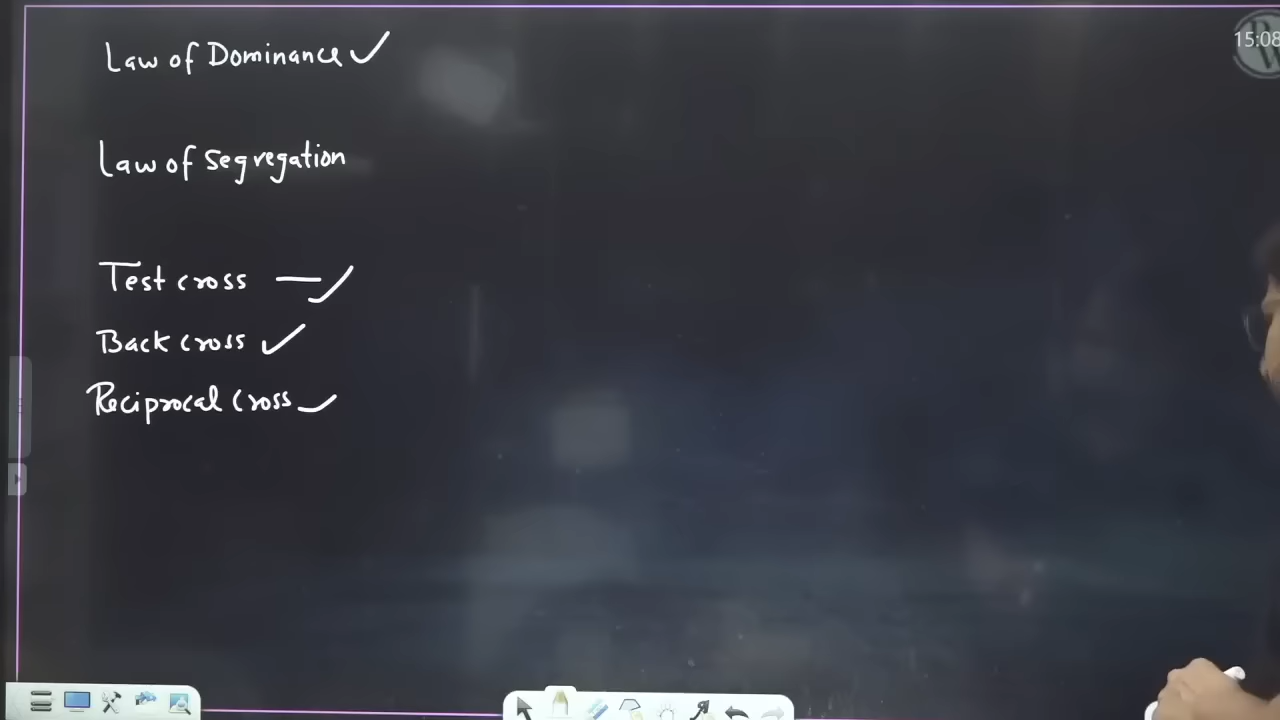 Law of Dominance ✓
15:08
Law of Segregation
Test cross — ✓
Back cross ✓
Reciprocal Cross ✓